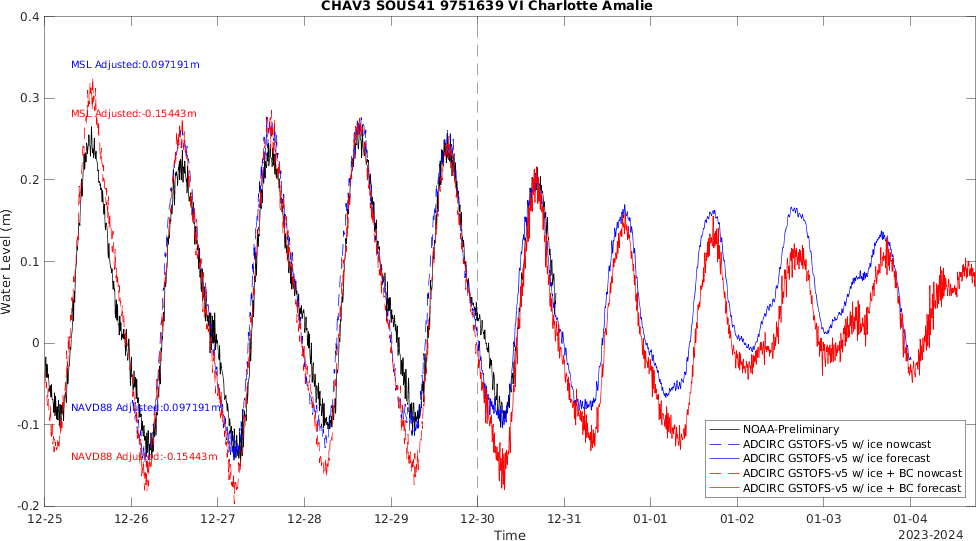 CHAV3 SOUS41 9751639 VI Charlotte Amalie
0.4
0.3
0.2
0.1
0
-0.1
-0.2
Water Level (m)
MSL Adjusted:0.097191m
MSL Adjusted:-0.15443m
NAVD88 Adjusted:0.097191m
NAVD88 Adjusted:-0.15443m
NOAA-Preliminary
ADCIRC GSTOFS-v5 w/ ice nowcast
ADCIRC GSTOFS-v5 w/ ice forecast
ADCIRC GSTOFS-v5 w/ ice + BC nowcast
ADCIRC GSTOFS-v5 w/ ice + BC forecast
12-25 12-26 12-27 12-28 12-29 12-30 12-31 01-01 01-02 01-03 01-04
Time
2023-2024